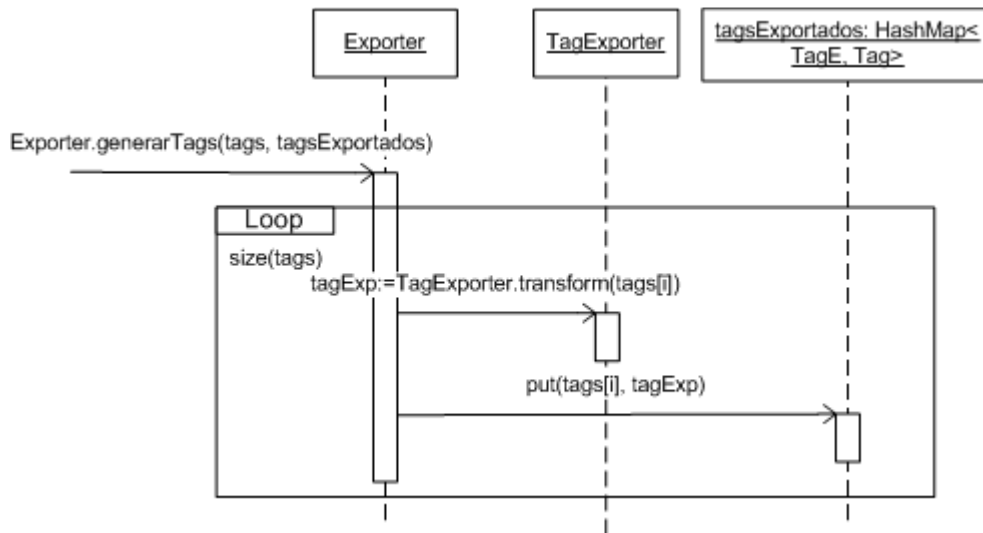 Exporter
TagExporter
tagsExportados: HashMap<
TagE, Tag>
Exporter.generarTags(tags, tagsExportados)
Loop
size(tags)
tagExp:=TagExporter.transform(tags[i])
put(tags[i], tagExp)